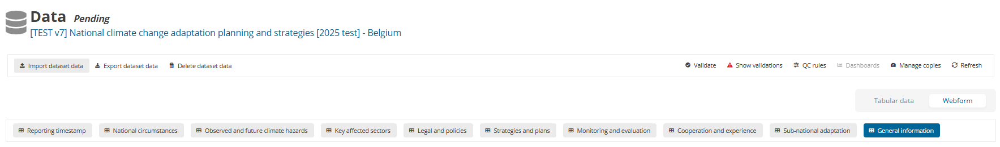 Data Pending
[TEST v7] National climate change adaptation planning and strategies [2025 test] - Belgium
Import dataset data Export dataset data Delete dataset data Validate Show validations QC rules Dashboards Manage copies Refresh
Tabular data Webform
Reporting timestamp National circumstances Observed and future climate hazards Key affected sectors Legal and policies Strategies and plans Monitoring and evaluation Cooperation and experience Sub-national adaptation General information